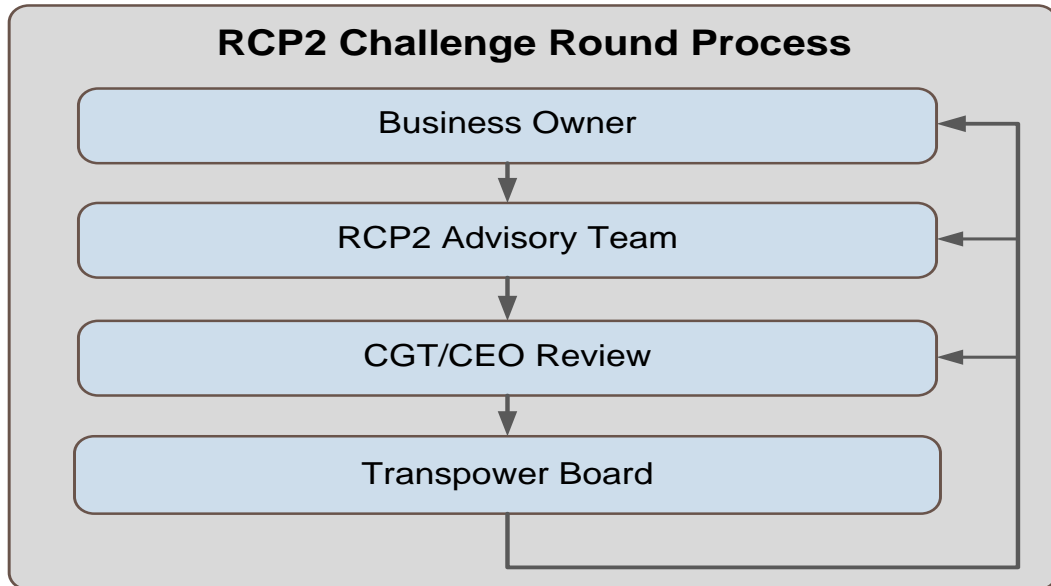 RCP2 Challenge Round Process
Business Owner
RCP2 Advisory Team
CGT/CEO Review
Transpower Board